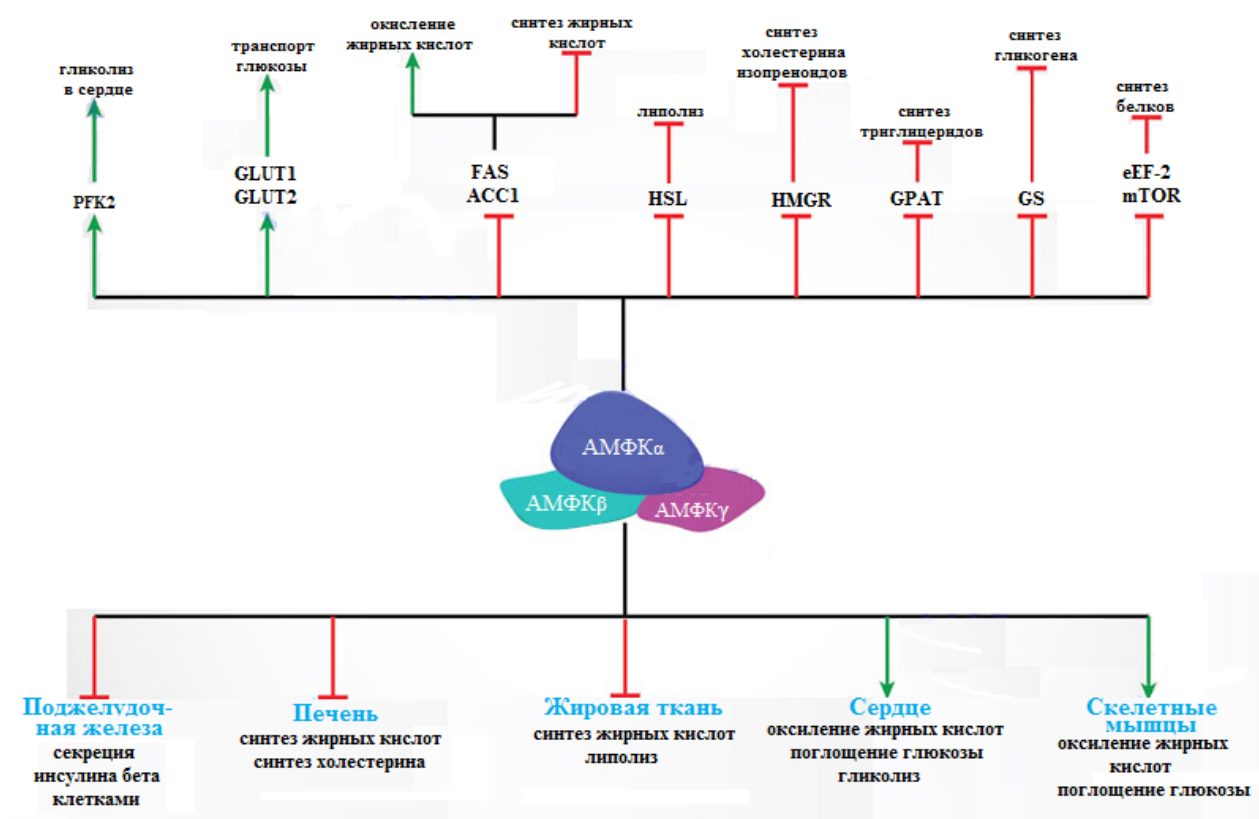 гликолиз
в сердце
транспорт
глюкозы
окисление
жирных кислот
синтез жирных
кислот
липолиз
синтез
холестерина
изопреноидов
синтез
триглицеридов
синтез
гликогена
синтез
белков
PFK2
GLUT1
GLUT2
FAS
ACC1
HSL
HMGR
GPAT
GS
eEF-2
mTOR
АМФКα
АМФКβ
АМФКγ
Поджелудоч-
ная железа
секреция
инсулина бета
клетками
Печень
синтез жирных кислот
синтез холестерина
Жировая ткань
синтез жирных кислот
липолиз
Сердце
оксиление жирных кислот
поглощение глюкозы
гликолиз
Скелетные
мышцы
оксиление жирных
кислот
поглощение глюкозы